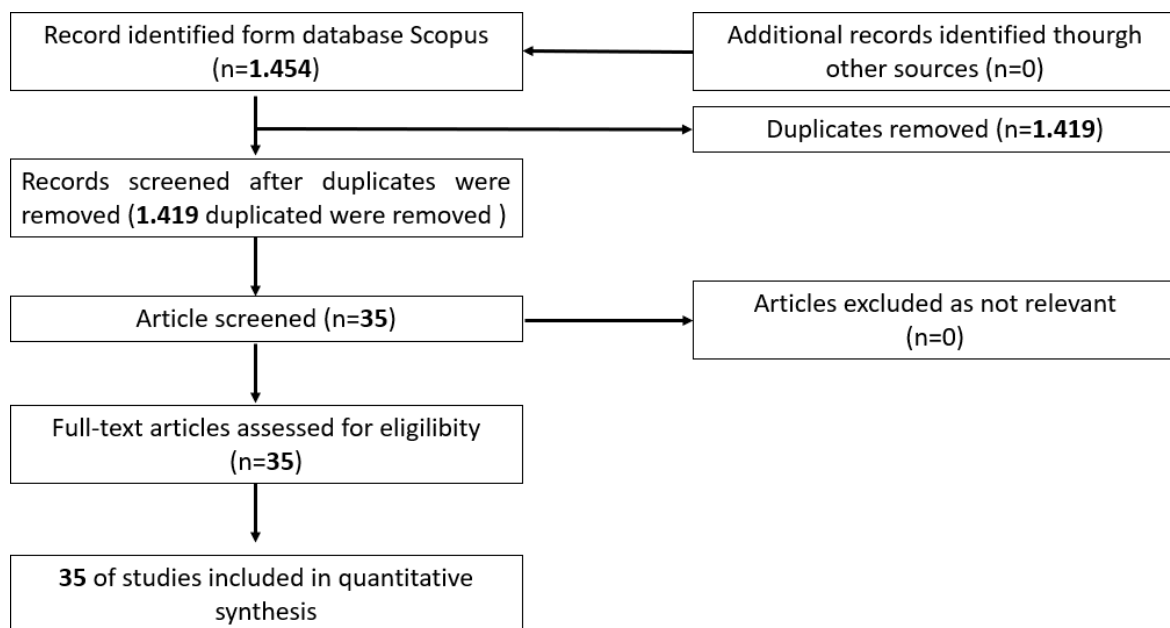 Record identified form database Scopus
(n=1.454)
Additional records identified thourgh
other sources (n=0)
Duplicates removed (n=1.419)
Records screened after duplicates were
removed (1.419 duplicated were removed )
Article screened (n=35)
Articles excluded as not relevant
(n=0)
Full-text articles assessed for eligilibity
(n=35)
35 of studies included in quantitative
synthesis